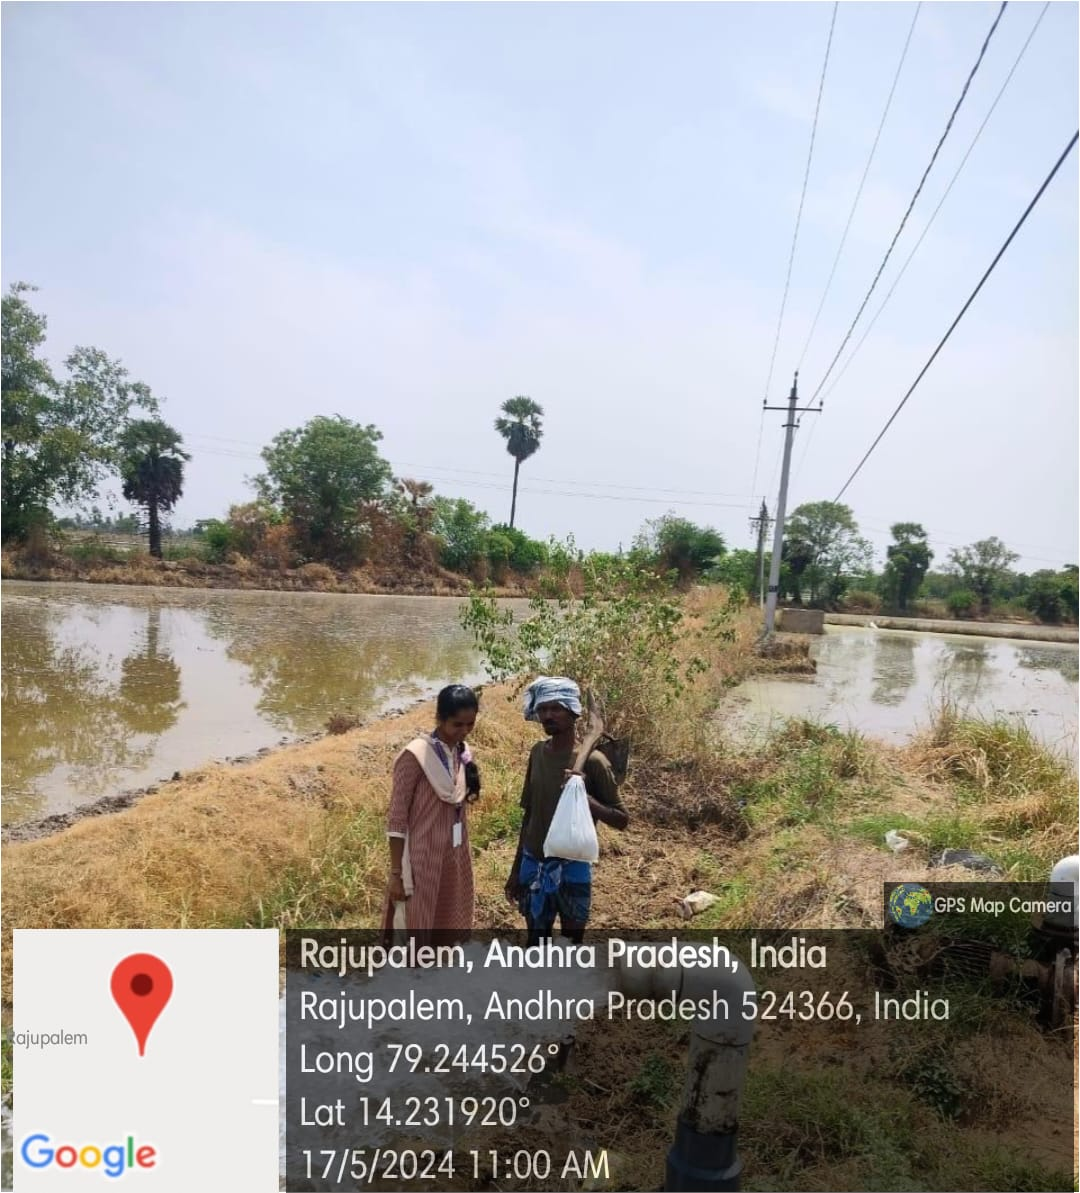 GPS Map Camera
Rajupalem, Andhra Pradesh, India
Rajupalem, Andhra Pradesh 524366, India
Long 79.244526°
Lat 14.231920°
17/5/2024 11:00 AM
ajupalem
Google